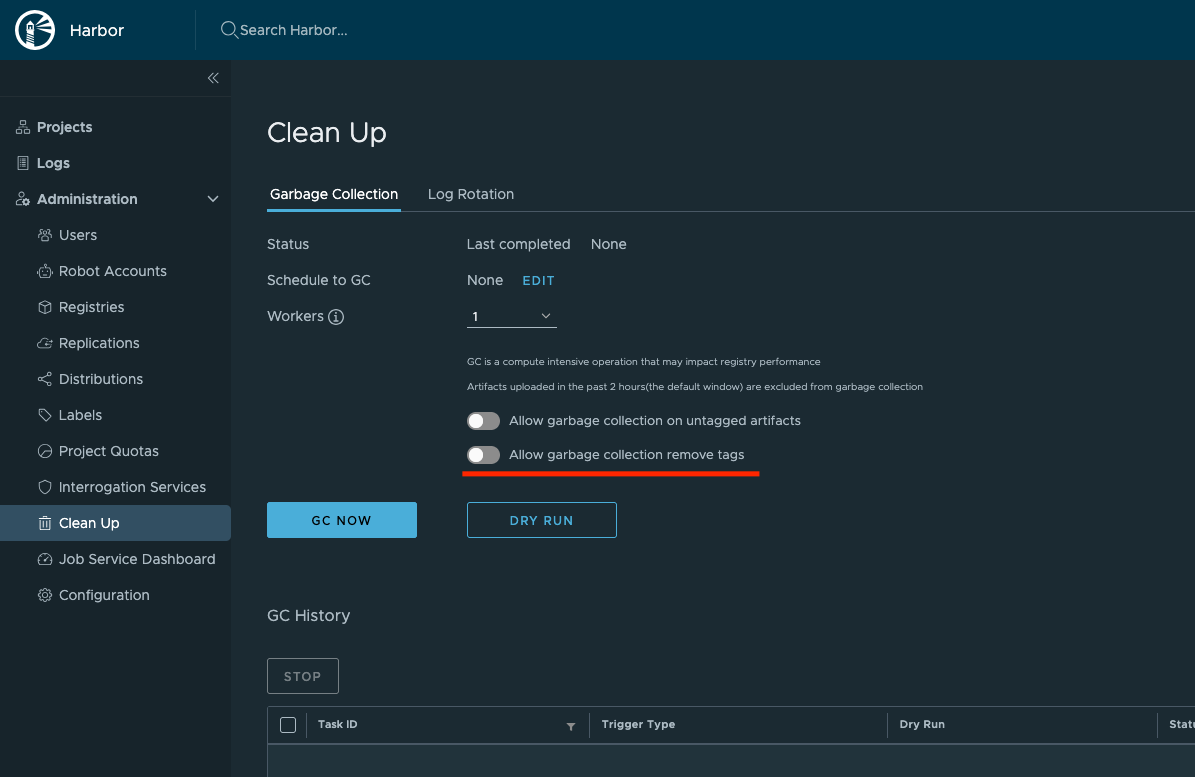 Harbor
Search Harbor...
Projects
Logs
Administration
Users
Robot Accounts
Registries
Replications
Distributions
Labels
Project Quotas
Interrogation Services
Clean Up
Job Service Dashboard
Configuration
Clean Up
Garbage Collection Log Rotation
Status Last completed None
Schedule to GC None EDIT
Workers 1
GC is a compute intensive operation that may impact registry performance
Artifacts uploaded in the past 2 hours(the default window) are excluded from garbage collection
Allow garbage collection on untagged artifacts
Allow garbage collection remove tags
GC NOW DRY RUN
GC History
STOP
Task ID Trigger Type Dry Run Statu